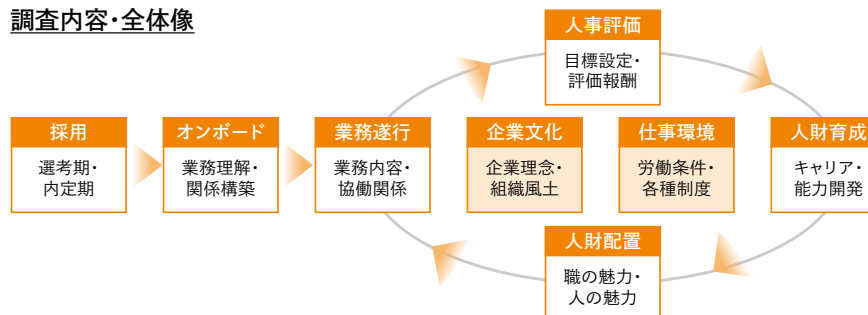 調査内容・全体像
人事評価
目標設定・
評価報酬
採用
選考期・
内定期
オンボード
業務理解・
関係構築
業務遂行
業務内容・
協働関係
企業文化
企業理念・
組織風土
仕事環境
労働条件・
各種制度
人財育成
キャリア・
能力開発
人財配置
職の魅力・
人の魅力